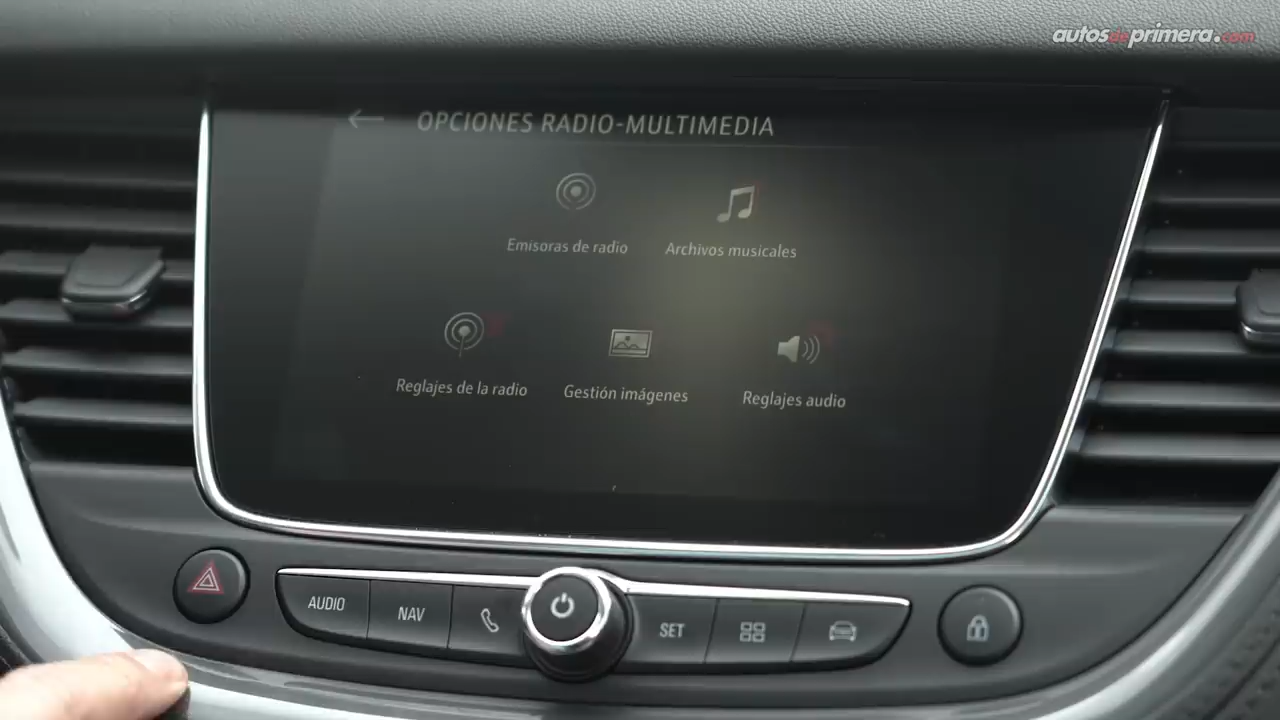 autosdeprimera.com
OPCIONES RADIO-MULTIMEDIA
Emisoras de radio
Archivos musicales
Reglajes de la radio
Gestión imágenes
Reglajes audio
AUDIO
NAV
SET